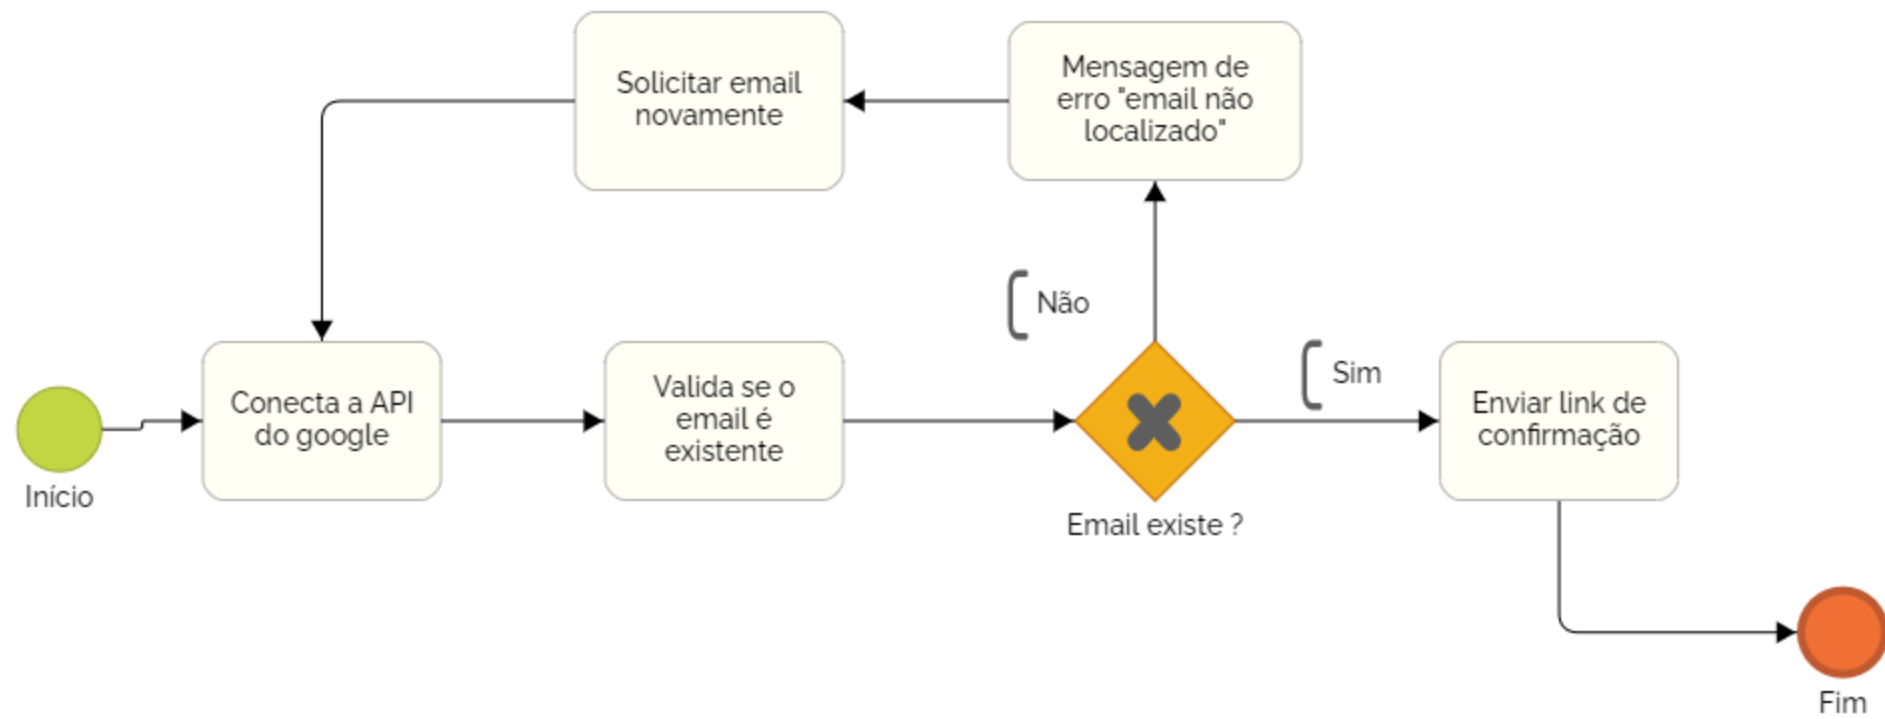 Solicitar email
novamente
Mensagem de
erro "email não
localizado"
Não
Sim
Conecta a API
do google
Valida se o
email é
existente
Enviar link de
confirmação
Início
Email existe ?
Fim